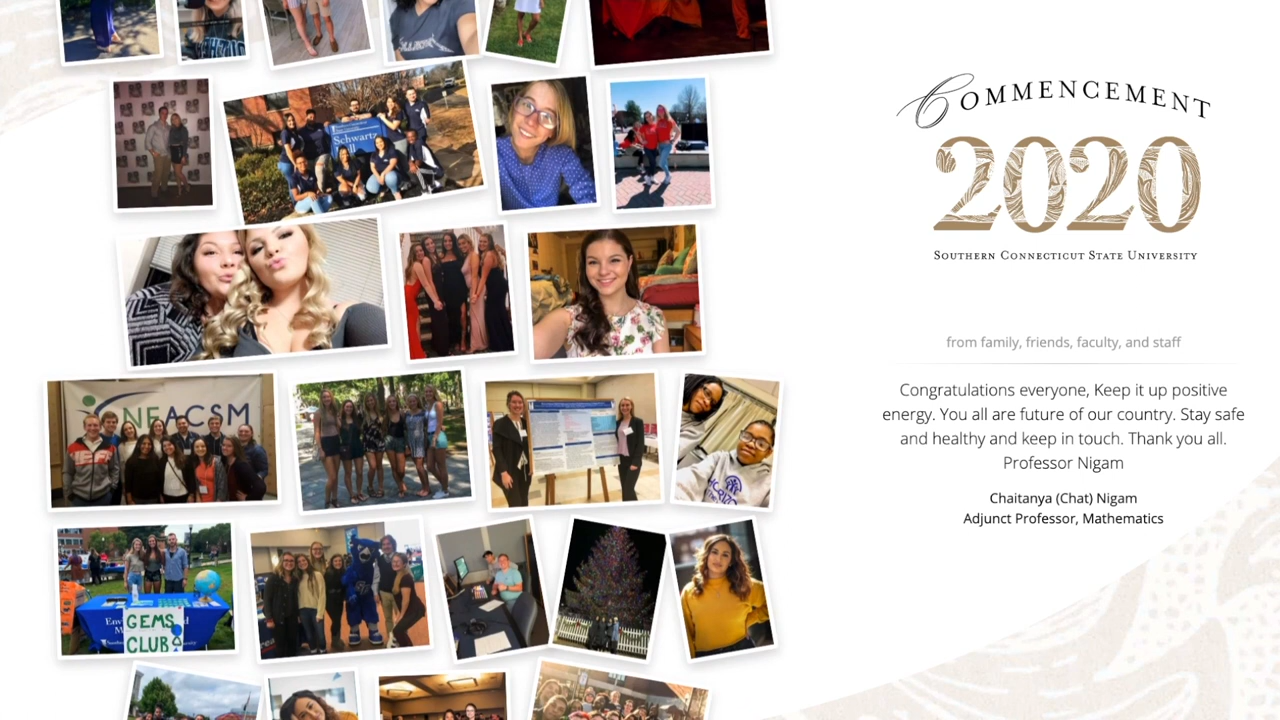 Schwartz
NEACSM
GEMS
CLUB
COMMENCEMENT
2020
SOUTHERN CONNECTICUT STATE UNIVERSITY
from family, friends, faculty, and staff
Congratulations everyone, Keep it up positive
energy. You all are future of our country. Stay safe
and healthy and keep in touch. Thank you all.
Professor Nigam
Chaitanya (Chat) Nigam
Adjunct Professor, Mathematics